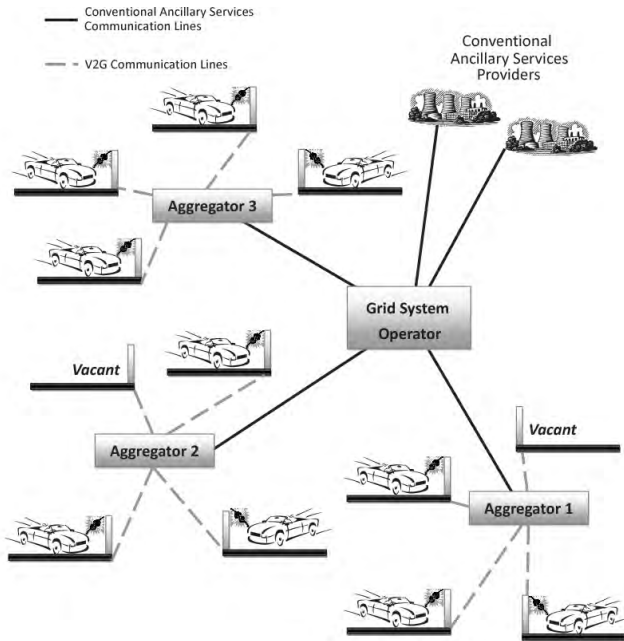 Conventional Ancillary Services
Communication Lines
V2G Communication Lines
Conventional
Ancillary Services
Providers
Aggregator 3
Grid System
Operator
Vacant
Aggregator 2
Vacant
Aggregator 1